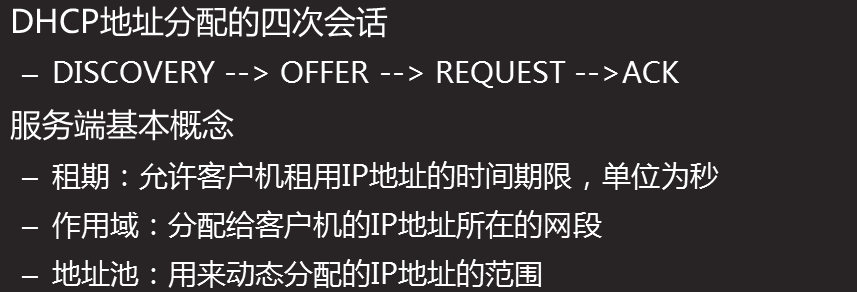 DHCP地址分配的四次会话
– DISCOVERY --> OFFER --> REQUEST -->ACK
服务端基本概念
– 租期：允许客户机租用IP地址的时间期限，单位为秒
– 作用域：分配给客户机的IP地址所在的网段
– 地址池：用来动态分配的IP地址的范围